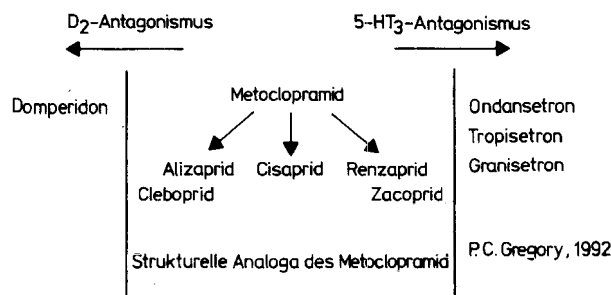 D2-Antagonismus 5-HT3-Antagonismus
Domperidon
Metoclopramid
Alizaprid Cisaprid Renzaprid
Cleboprid Zacoprid
Strukturelle Analoga des Metoclopramid
Ondansetron
Tropisetron
Granisetron
P.C. Gregory, 1992